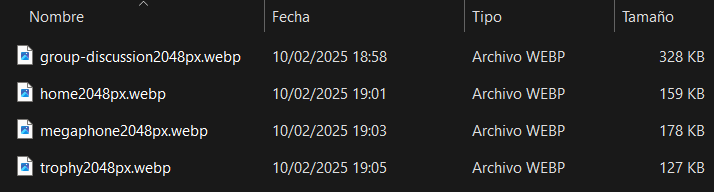 Nombre Fecha Tipo Tamaño
group-discussion2048px.webp 10/02/2025 18:58 Archivo WEBP 328 KB
home2048px.webp 10/02/2025 19:01 Archivo WEBP 159 KB
megaphone2048px.webp 10/02/2025 19:03 Archivo WEBP 178 KB
trophy2048px.webp 10/02/2025 19:05 Archivo WEBP 127 KB